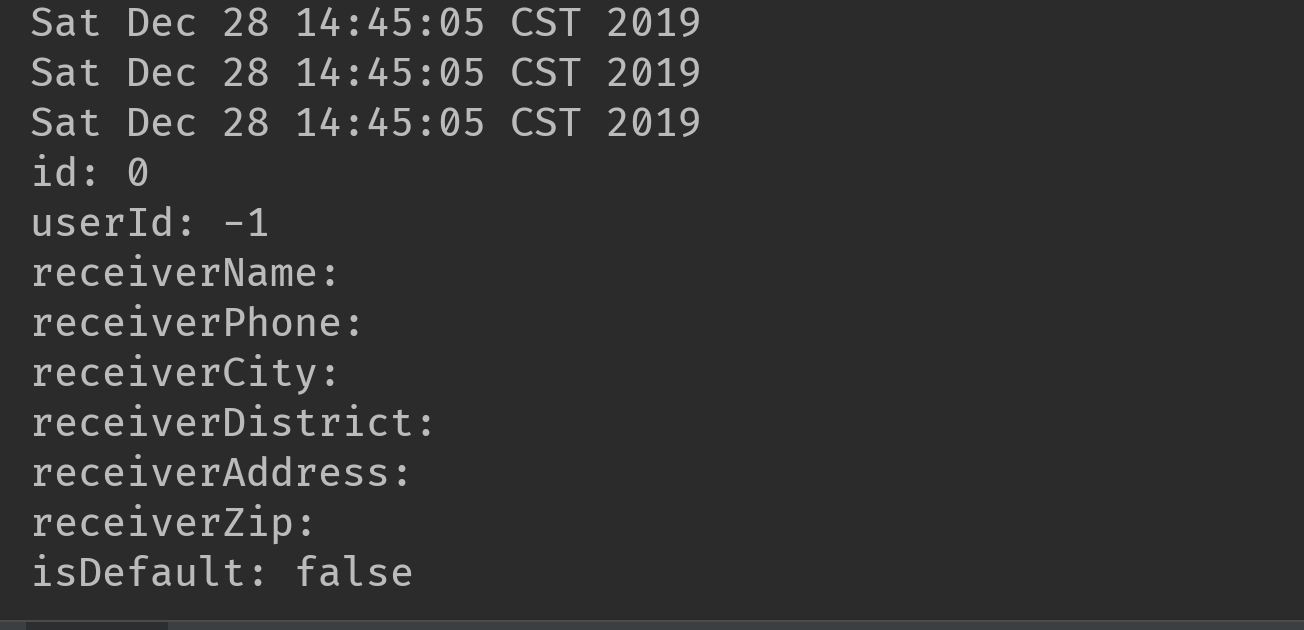 Sat Dec 28 14:45:05 CST 2019
Sat Dec 28 14:45:05 CST 2019
Sat Dec 28 14:45:05 CST 2019
id: 0
userId: -1
receiverName:
receiverPhone:
receiverCity:
receiverDistrict:
receiverAddress:
receiverZip:
isDefault: false